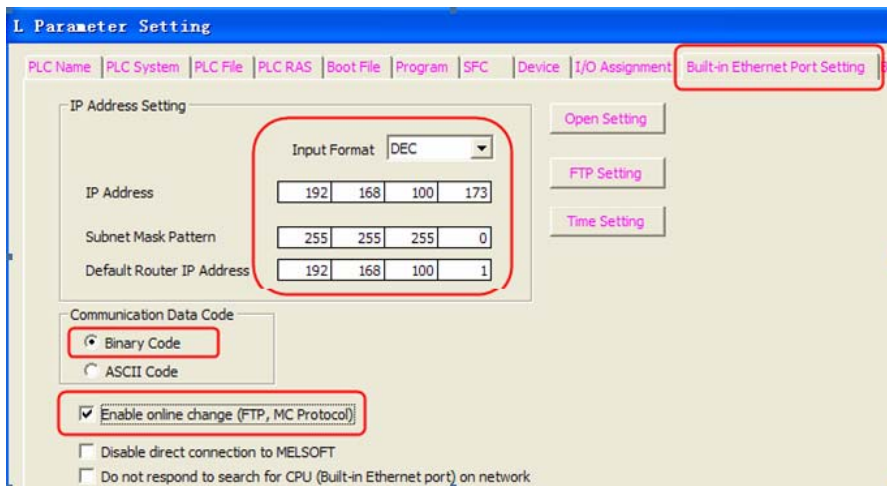 L Parameter Setting
PLC Name PLC System PLC File PLC RAS Boot File Program SFC Device I/O Assignment Built-in Ethernet Port Setting
IP Address Setting
Open Setting
Input Format DEC
FTP Setting
IP Address 192 168 100 173
Time Setting
Subnet Mask Pattern 255 255 255 0
Default Router IP Address 192 168 100 1
Communication Data Code
Binary Code
ASCII Code
Enable online change (FTP, MC Protocol)
Disable direct connection to MELSOFT
Do not respond to search for CPU (Built-in Ethernet port) on network